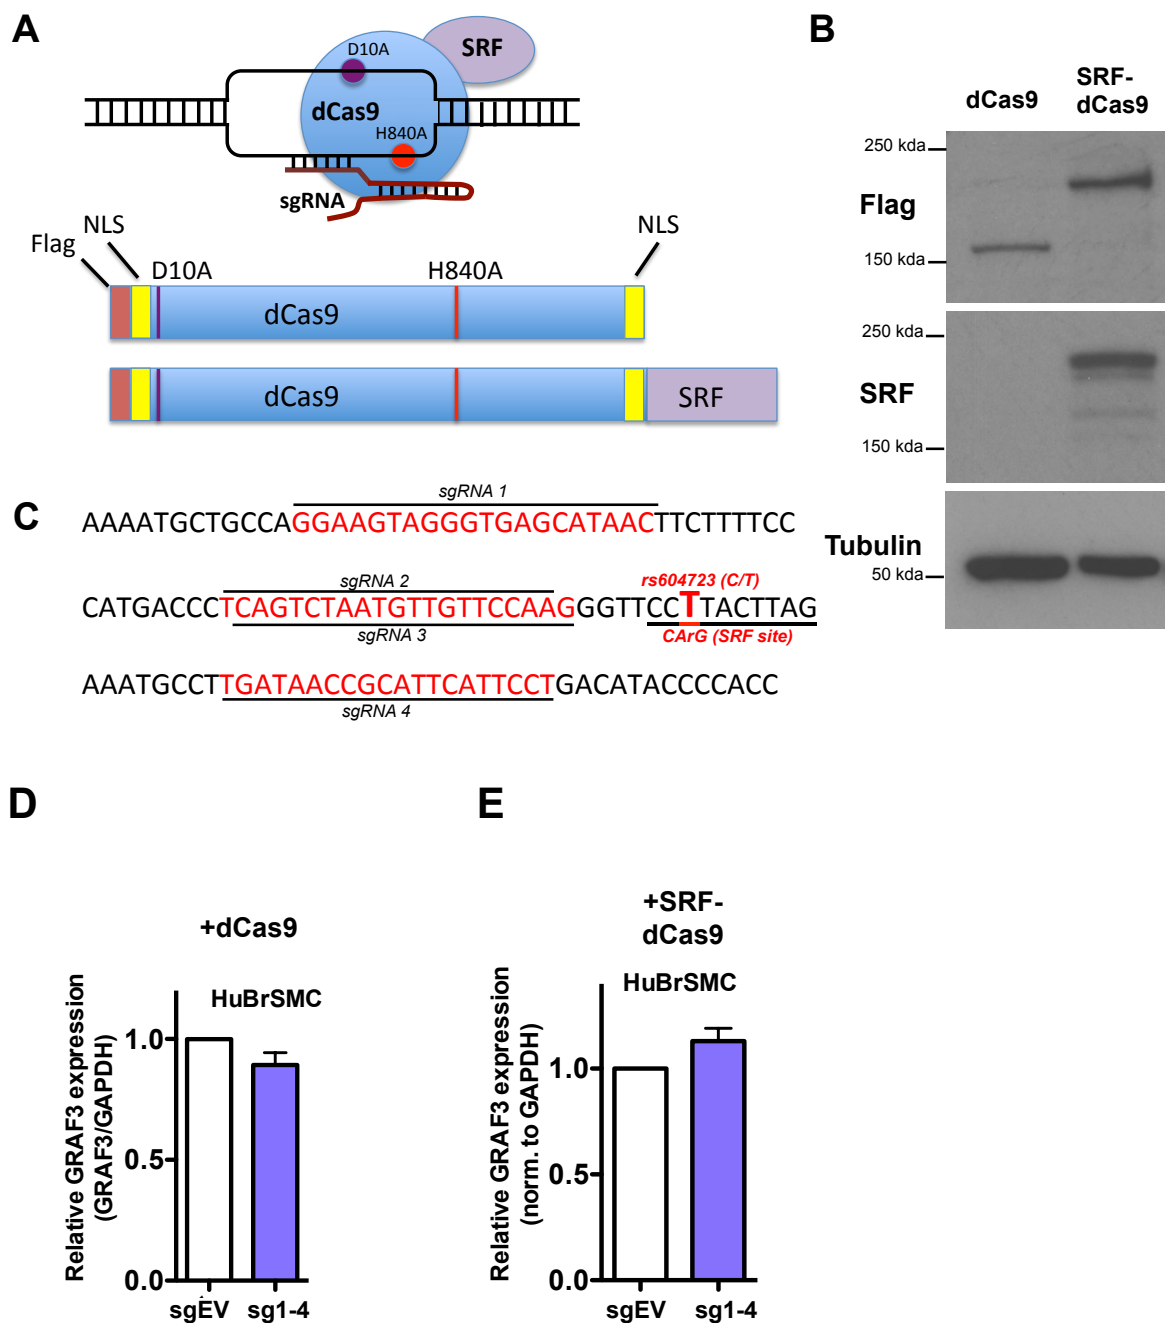 A
D10A
SRF
dCas9
H840A
sgRNA
NLS
NLS
Flag
D10A
H840A
dCas9
dCas9
SRF
B
dCas9
SRF-
dCas9
250 kda
Flag
150 kda
250 kda
SRF
150 kda
Tubulin
50 kda
C
sgRNA 1
AAAATGCTGCCAGGAAGTAGGGTGAGCATAACTTCTTTTCC
sgRNA 2
rs604723 (C/T)
CATGACCCTCAGTCTAATGTTGTTCCAAGGGTTCCTTACTTAG
sgRNA 3
CArG (SRF site)
AAATGCCTTGATAACCGCATTCATTCCTGACATACCCCACC
sgRNA 4
D
+dCas9
HuBrSMC
Relative GRAF3 expression
(GRAF3/GAPDH)
1.0
0.5
0.0
sgEV
sg1-4
E
+SRF-
dCas9
HuBrSMC
Relative GRAF3 expression
(norm. to GAPDH)
1.0
0.5
0.0
sgEV
sg1-4